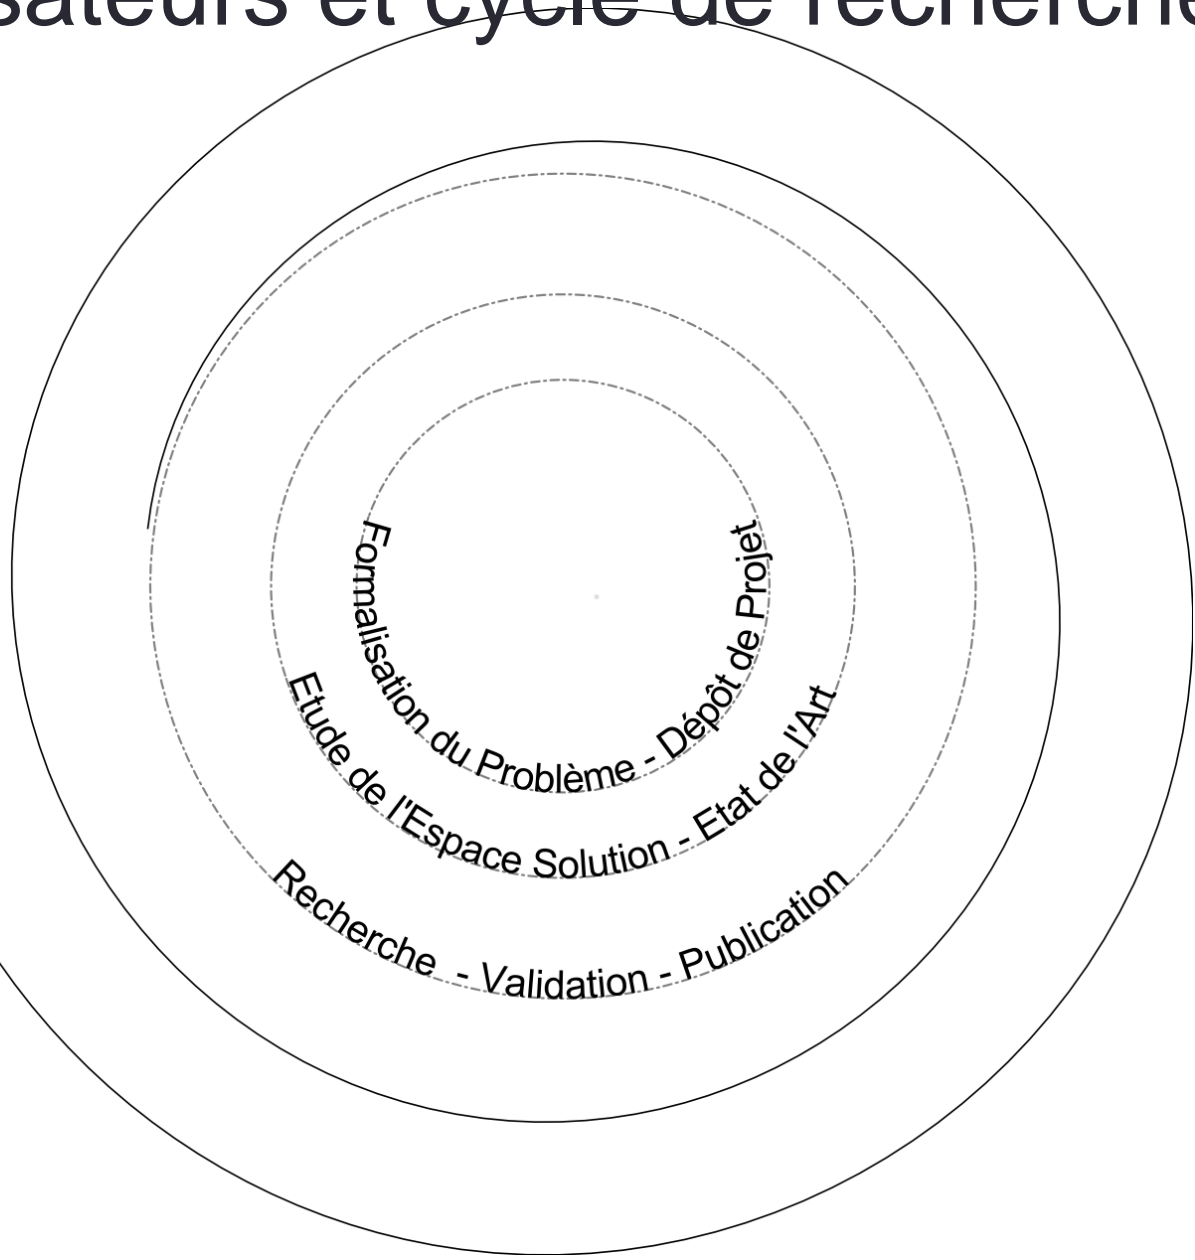 sateurs et cycle de recherche
Formalisation du Problème - Dépôt de Projet
Etude de l'Espace Solution - Etat de l'Art
Recherche - Validation - Publication